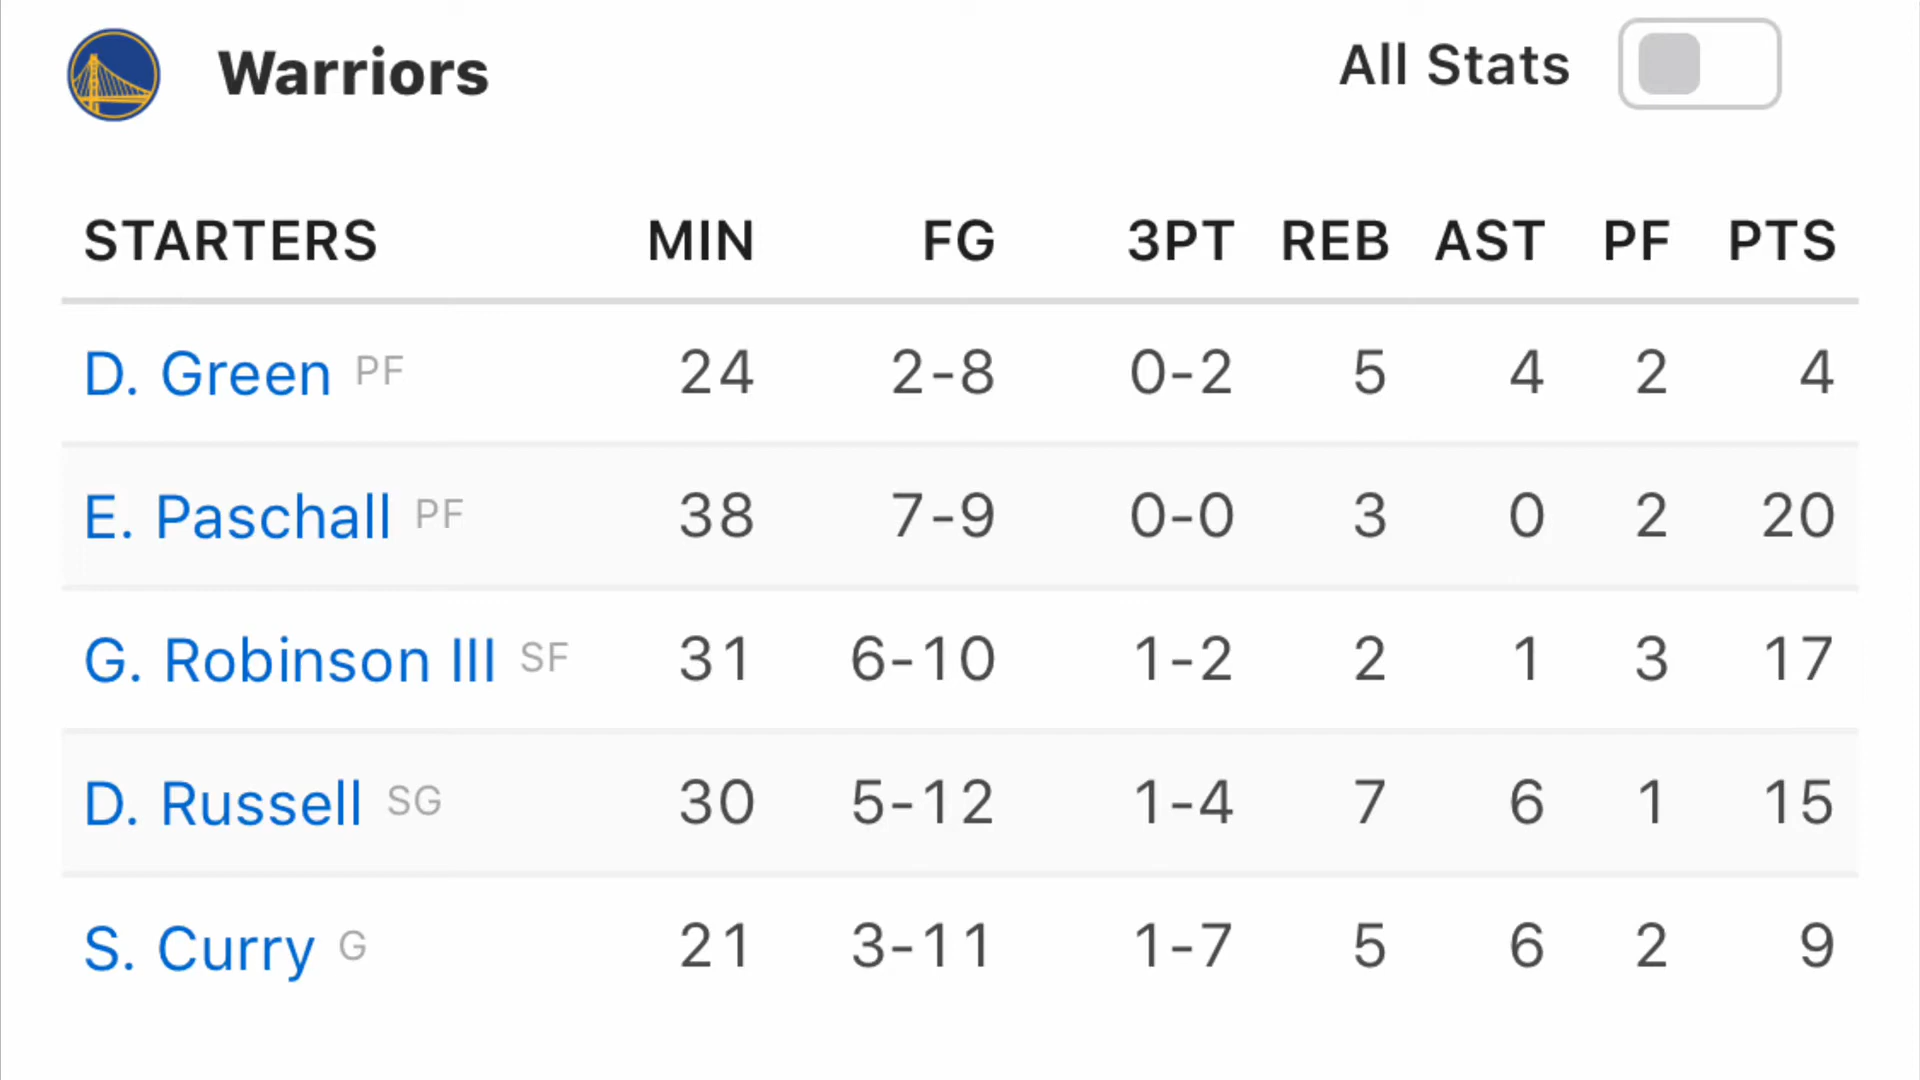 Warriors All Stats
STARTERS MIN FG 3PT REB AST PF PTS
D. Green PF 24 2-8 0-2 5 4 2 4
E. Paschall PF 38 7-9 0-0 3 0 2 20
G. Robinson III SF 31 6-10 1-2 2 1 3 17
D. Russell SG 30 5-12 1-4 7 6 1 15
S. Curry G 21 3-11 1-7 5 6 2 9